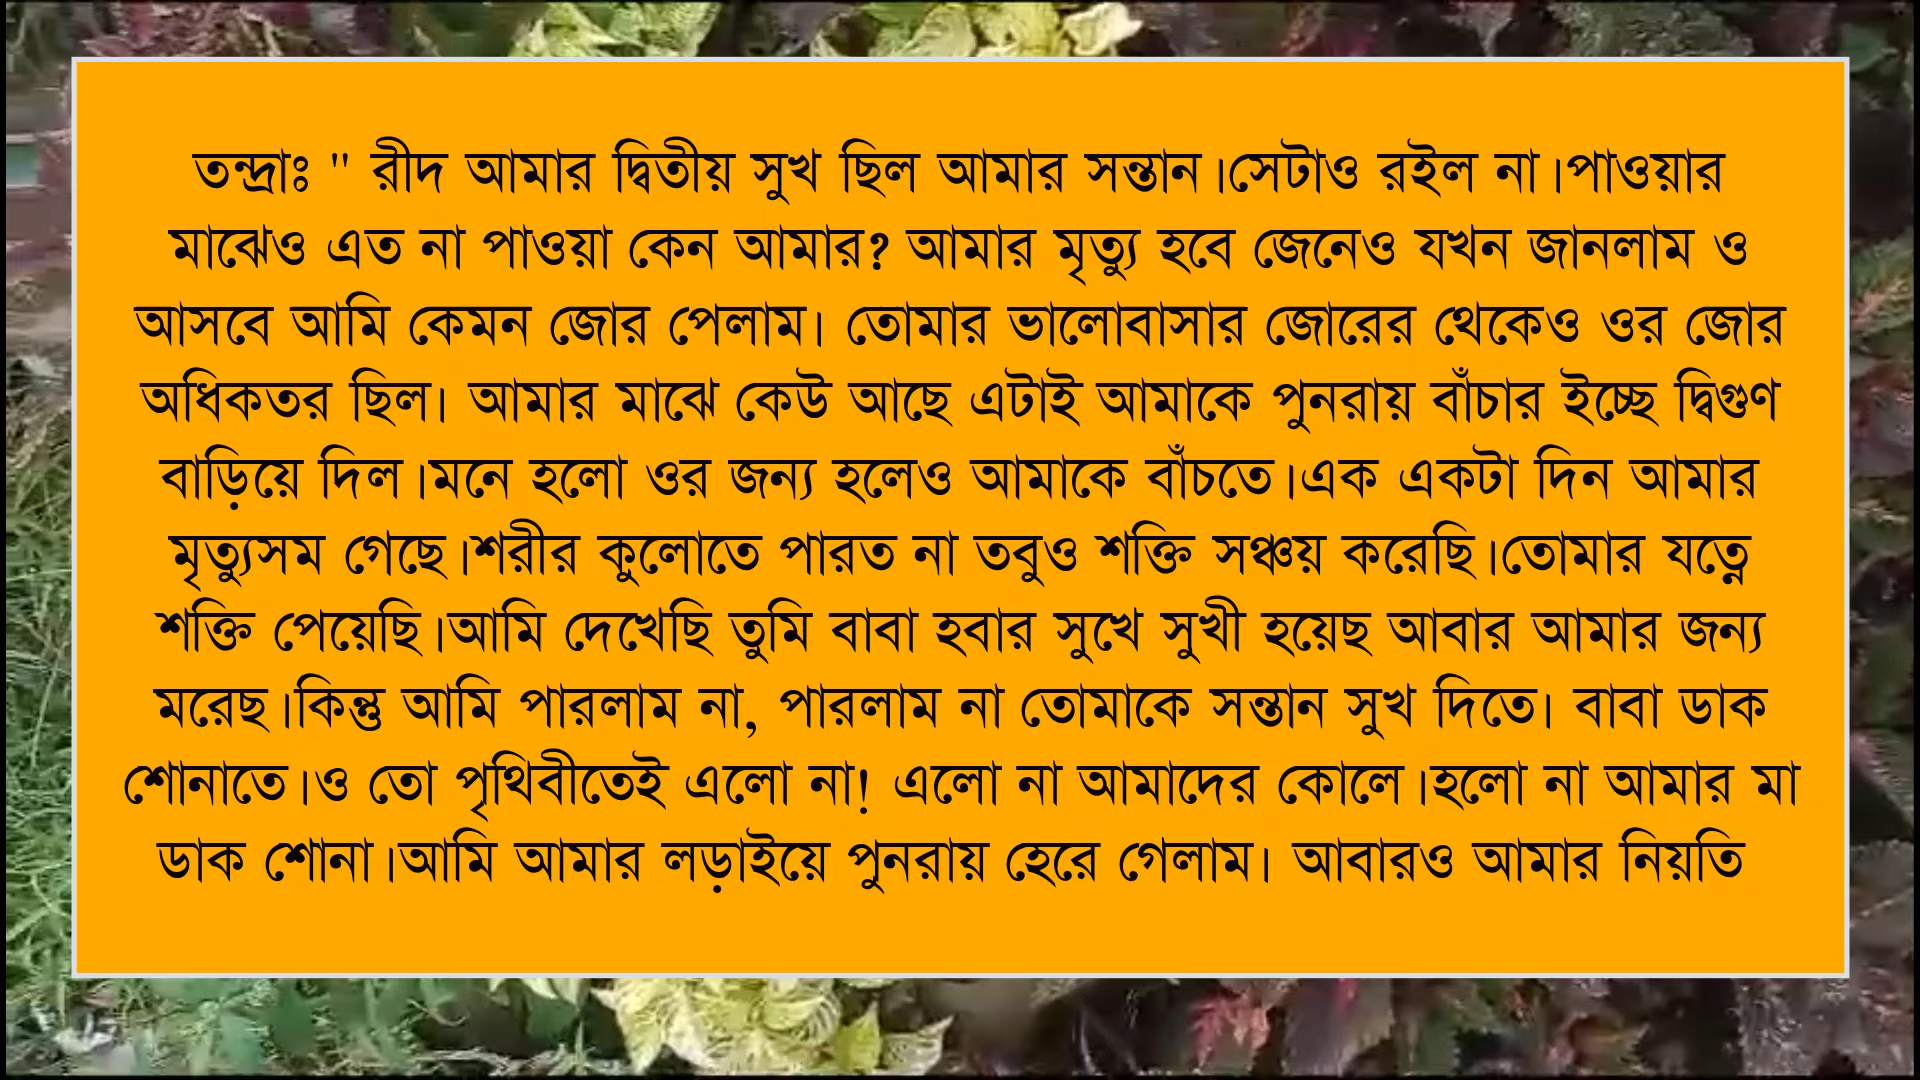 তন্দ্রাঃ " রীদ আমার দ্বিতীয় সুখ ছিল আমার সন্তান।সেটাও রইল না।পাওয়ার
মাঝেও এত না পাওয়া কেন আমার? আমার মৃত্যু হবে জেনেও যখন জানলাম ও
আসবে আমি কেমন জোর পেলাম। তোমার ভালোবাসার জোরের থেকেও ওর জোর
অধিকতর ছিল। আমার মাঝে কেউ আছে এটাই আমাকে পুনরায় বাঁচার ইচ্ছে দ্বিগুণ
বাড়িয়ে দিল।মনে হলো ওর জন্য হলেও আমাকে বাঁচতে।এক একটা দিন আমার
মৃত্যুসম গেছে।শরীর কুলোতে পারত না তবুও শক্তি সঞ্চয় করেছি।তোমার যত্নে
শক্তি পেয়েছি।আমি দেখেছি তুমি বাবা হবার সুখে সুখী হয়েছ আবার আমার জন্য
মরেছ।কিন্তু আমি পারলাম না, পারলাম না তোমাকে সন্তান সুখ দিতে। বাবা ডাক
শোনাতে।ও তো পৃথিবীতেই এলো না! এলো না আমাদের কোলে।হলো না আমার মা
ডাক শোনা।আমি আমার লড়াইয়ে পুনরায় হেরে গেলাম। আবারও আমার নিয়তি